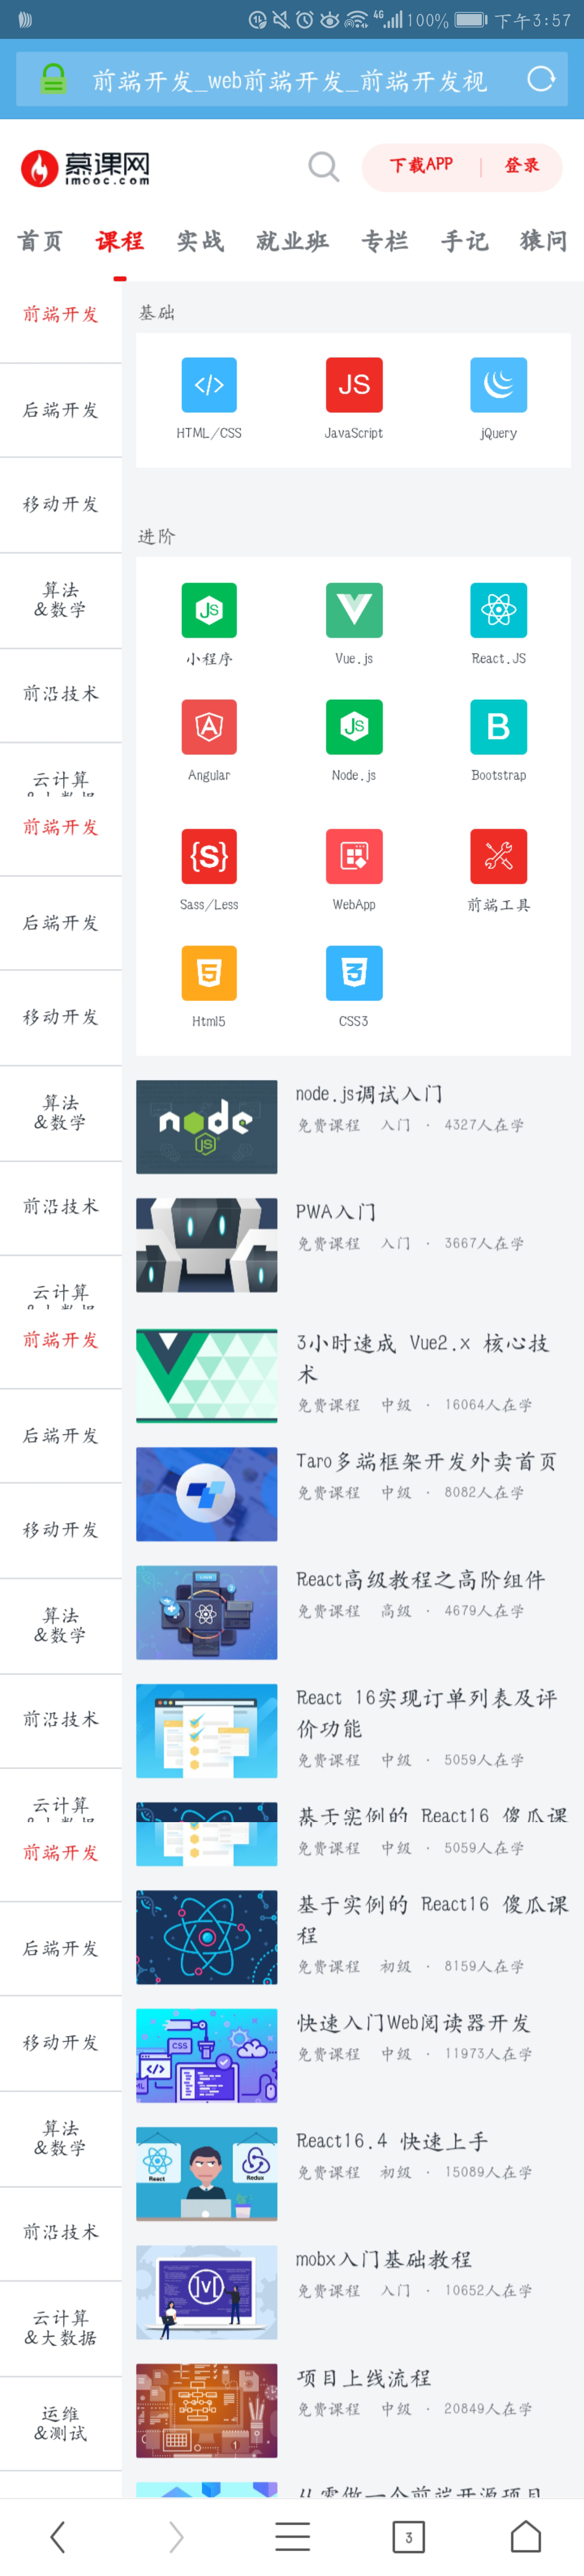 4G 100% 下午3:57
前端开发_web前端开发_前端开发视
慕课网
imooc.com
下载APP
登录
首页 课程 实战 就业班 专栏 手记 猿问
前端开发
后端开发
移动开发
算法
&数学
前沿技术
云计算
前端开发
后端开发
移动开发
算法
&数学
前沿技术
云计算
前端开发
后端开发
移动开发
算法
&数学
前沿技术
云计算
前端开发
后端开发
移动开发
算法
&数学
前沿技术
云计算
&大数据
运维
&测试
基础
</>
JS
HTML/CSS
JavaScript
jQuery
进阶
JS
小程序
Vue.js
React.JS
A
JS
B
Angular
Node.js
Bootstrap
{S}
Sass/Less
WebApp
前端工具
5
3
Html5
CSS3
node
JS
node.js调试入门
免费课程 入门 · 4327人在学
PWA入门
免费课程 入门 · 3667人在学
3小时速成 Vue2.x 核心技
术
免费课程 中级 · 16064人在学
Taro多端框架开发外卖首页
免费课程 中级 · 8082人在学
React高级教程之高阶组件
免费课程 高级 · 4679人在学
React 16实现订单列表及评
价功能
免费课程 中级 · 5059人在学
基于实例的 React16 傻瓜课
免费课程 中级 · 5059人在学
基于实例的 React16 傻瓜课
程
免费课程 初级 · 8159人在学
CSS
</>
快速入门Web阅读器开发
免费课程 中级 · 11973人在学
React
Redux
React16.4 快速上手
免费课程 初级 · 15089人在学
mobx入门基础教程
免费课程 入门 · 10652人在学
项目上线流程
免费课程 中级 · 20849人在学
从零做一个前端开源项目
3